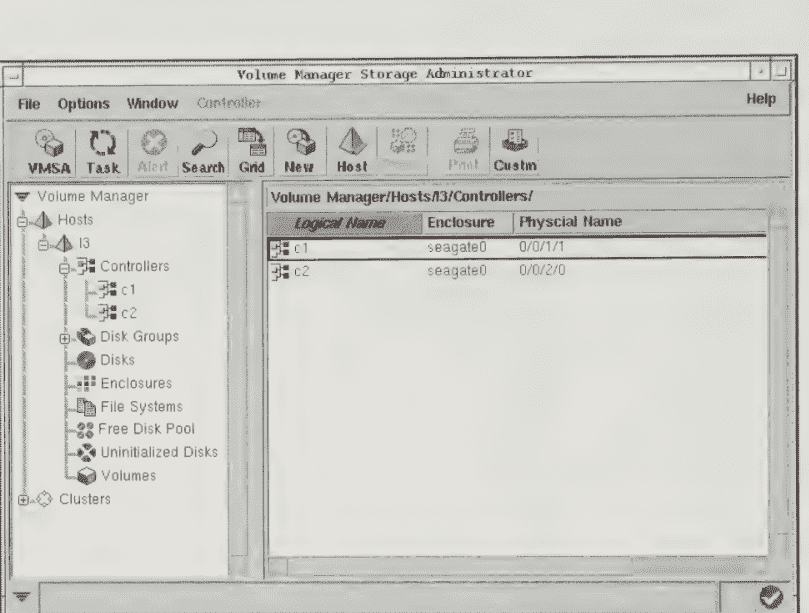 Volume Manager Storage Administrator
File Options Window Controller Help
VMSA Task Alert Search Grid New Host Print Custm
Volume Manager
Hosts
l3
Controllers
c1
c2
Disk Groups
Disks
Enclosures
File Systems
Free Disk Pool
Uninitialized Disks
Volumes
Clusters
Volume Manager/Hosts/l3/Controllers/
Logical Name Enclosure Physcial Name
c1 seagate0 0/0/1/1
c2 seagate0 0/0/2/0